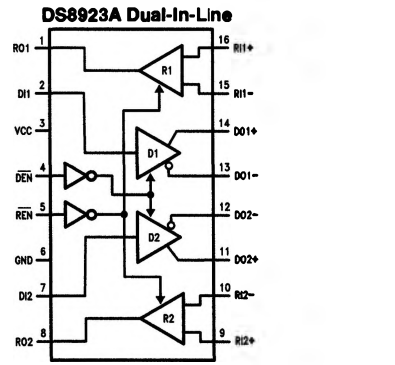 DS8923A Dual-In-Line
RO1 1
DI1 2
VCC 3
DEN 4
REN 5
GND 6
DI2 7
RO2 8
R1
D1
D2
R2
16 RI1+
15 RI1-
14 DO1+
13 DO1-
12 DO2-
11 DO2+
10 RI2-
9 RI2+